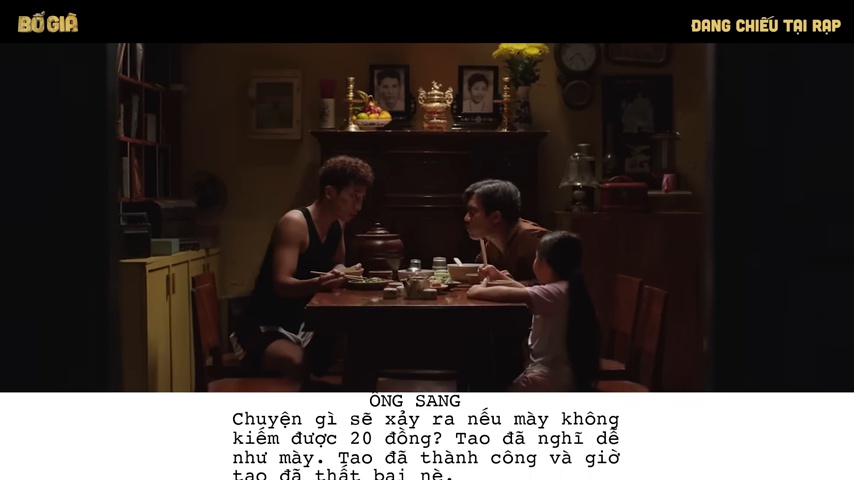 BỐ GIÀ
ĐANG CHIẾU TẠI RẠP
ÔNG SANG
Chuyện gì sẽ xảy ra nếu mày không
kiếm được 20 đồng? Tao đã nghĩ dễ
như mày. Tao đã thành công và giờ
tao đã thất bại nè.